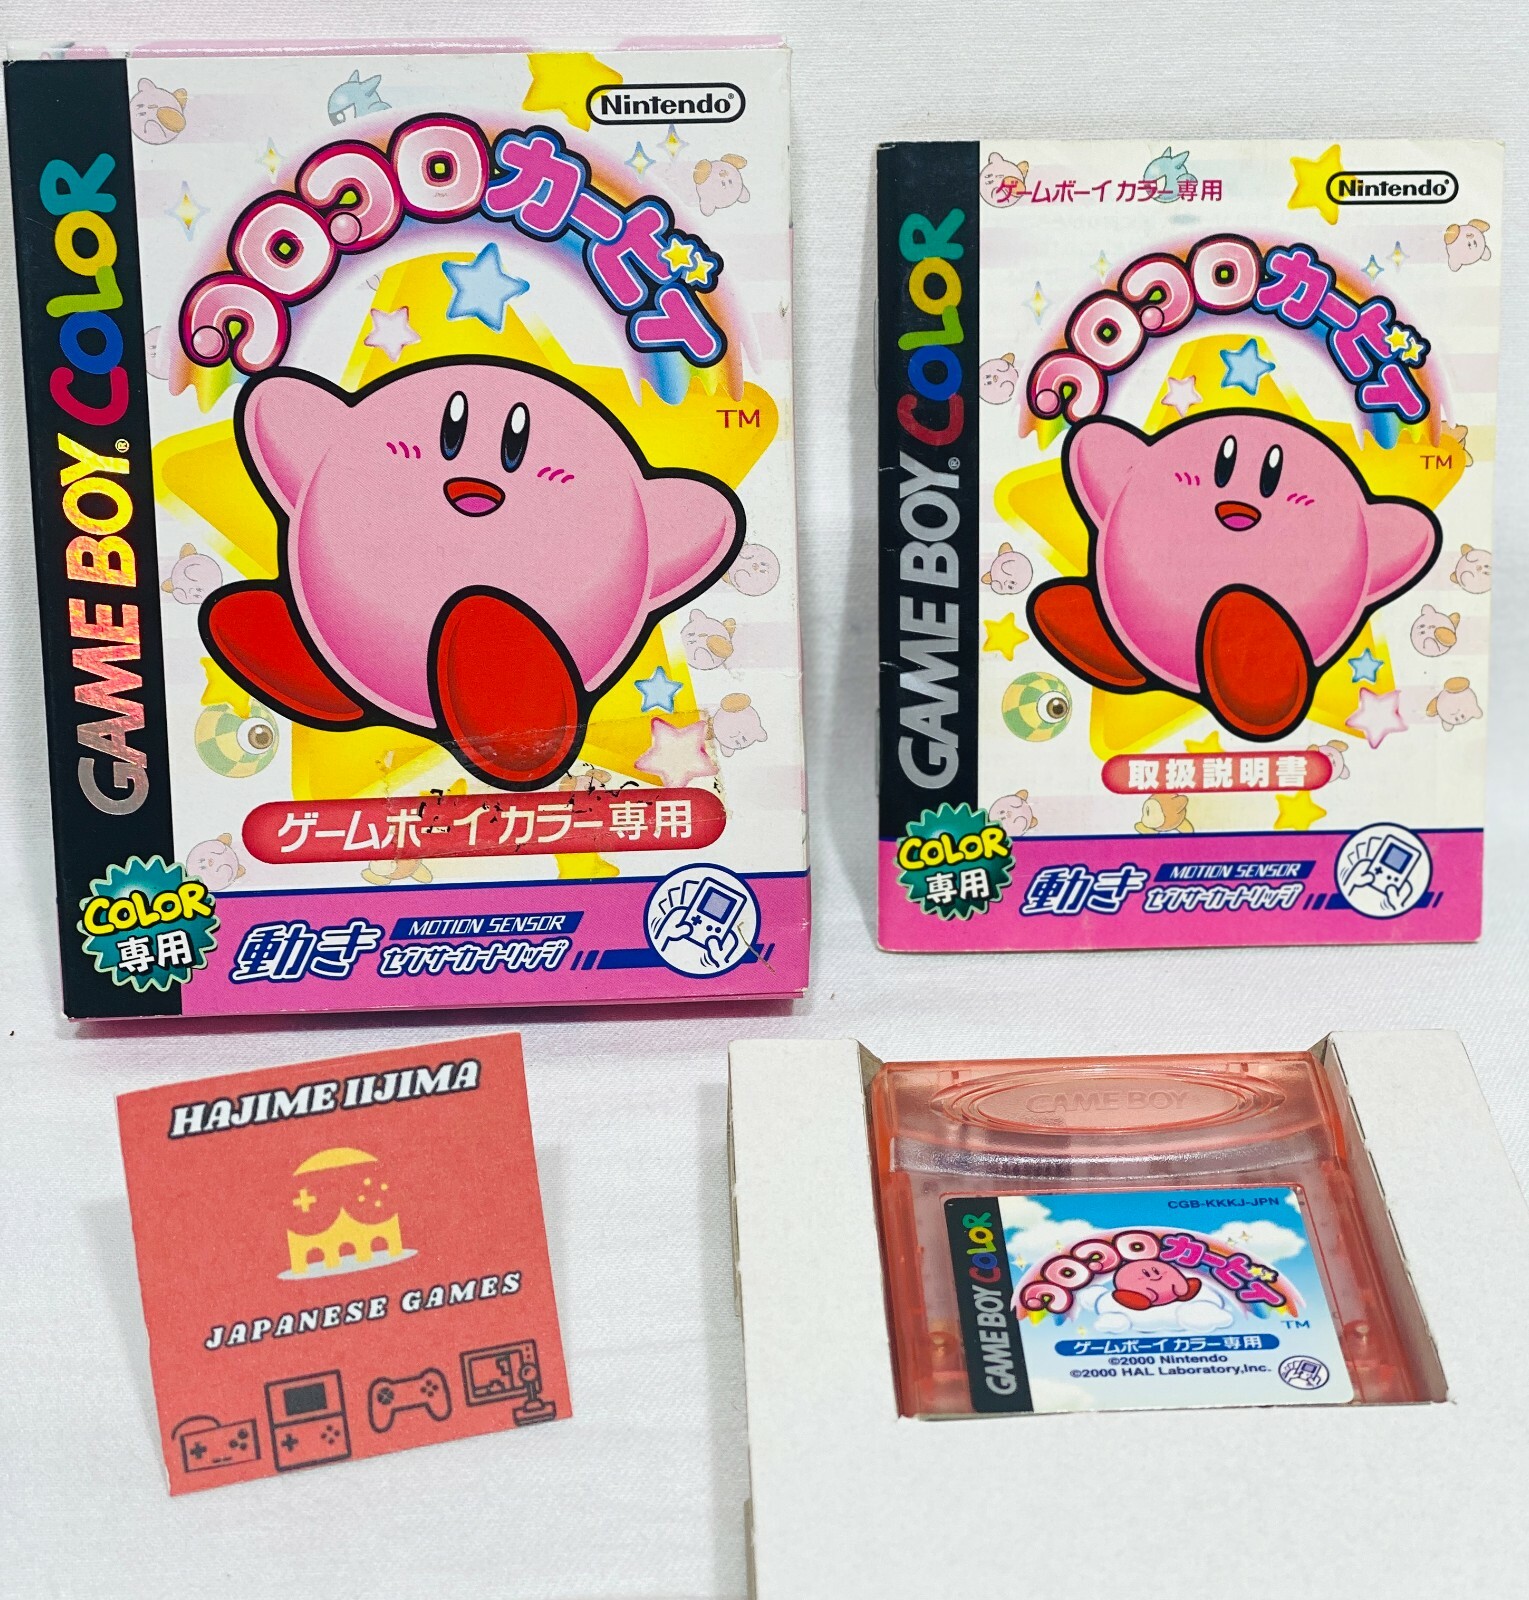 Nintendo®
コロコロカービィ
TM
GAME BOY® COLOR
ゲームボーイカラー専用
COLOR
専用
動き
MOTION SENSOR
センサーカートリッジ
ゲームボーイカラー専用
Nintendo®
コロコロカービィ
TM
GAME BOY® COLOR
取扱説明書
COLOR
専用
動き
MOTION SENSOR
センサーカートリッジ
HAJIME IIJIMA
JAPANESE GAMES
GAME BOY
CGB-KKKJ-JPN
GAME BOY COLOR
コロコロカービィ
TM
ゲームボーイカラー専用
©2000 Nintendo
©2000 HAL Laboratory,Inc.